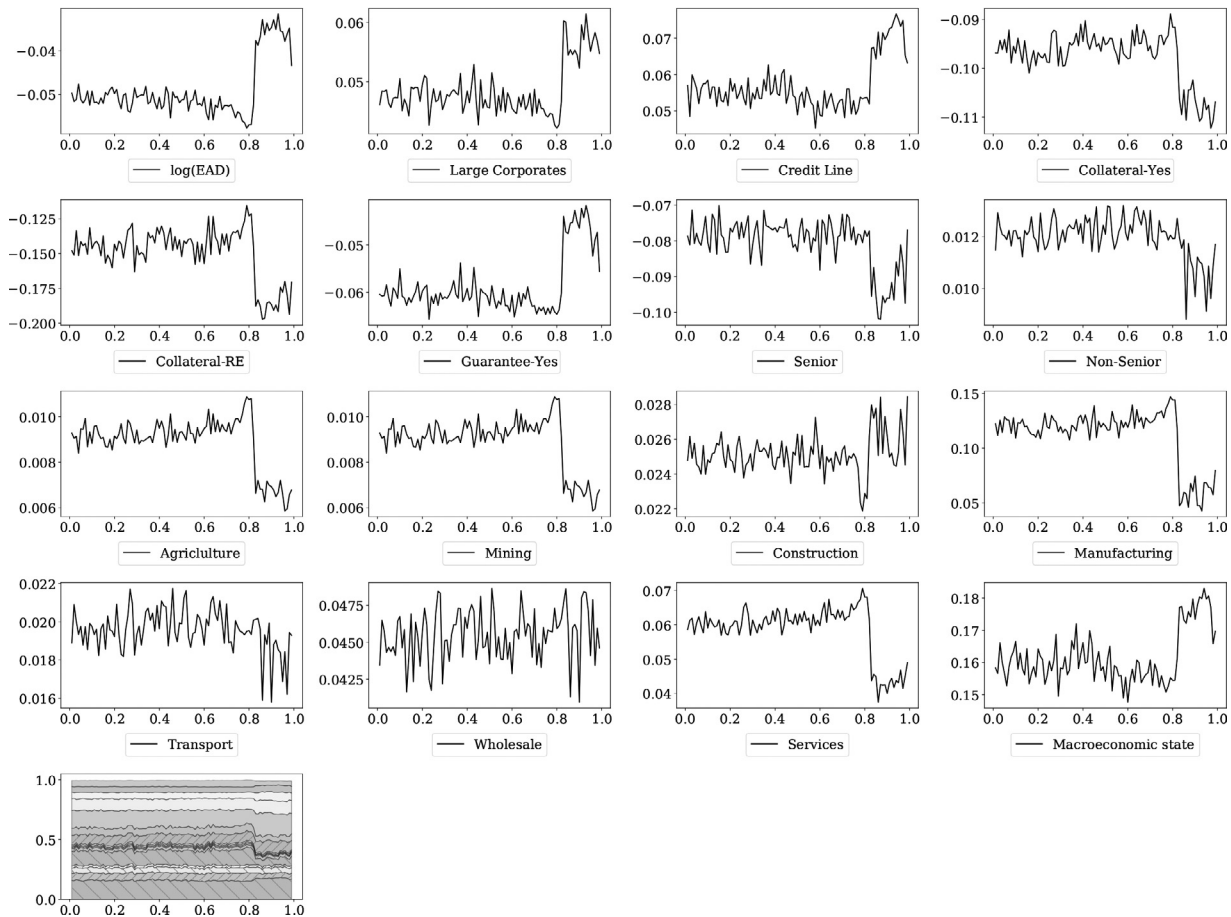 −0.04
−0.05
0.0 0.2 0.4 0.6 0.8 1.0
log(EAD)
0.06
0.05
0.0 0.2 0.4 0.6 0.8 1.0
Large Corporates
0.07
0.06
0.05
0.0 0.2 0.4 0.6 0.8 1.0
Credit Line
−0.09
−0.10
−0.11
0.0 0.2 0.4 0.6 0.8 1.0
Collateral-Yes
−0.125
−0.150
−0.175
−0.200
0.0 0.2 0.4 0.6 0.8 1.0
Collateral-RE
−0.05
−0.06
0.0 0.2 0.4 0.6 0.8 1.0
Guarantee-Yes
−0.07
−0.08
−0.09
−0.10
0.0 0.2 0.4 0.6 0.8 1.0
Senior
0.012
0.010
0.0 0.2 0.4 0.6 0.8 1.0
Non-Senior
0.010
0.008
0.006
0.0 0.2 0.4 0.6 0.8 1.0
Agriclulture
0.010
0.008
0.006
0.0 0.2 0.4 0.6 0.8 1.0
Mining
0.028
0.026
0.024
0.022
0.0 0.2 0.4 0.6 0.8 1.0
Construction
0.15
0.10
0.05
0.0 0.2 0.4 0.6 0.8 1.0
Manufacturing
0.022
0.020
0.018
0.016
0.0 0.2 0.4 0.6 0.8 1.0
Transport
0.0475
0.0450
0.0425
0.0 0.2 0.4 0.6 0.8 1.0
Wholesale
0.07
0.06
0.05
0.04
0.0 0.2 0.4 0.6 0.8 1.0
Services
0.18
0.17
0.16
0.15
0.0 0.2 0.4 0.6 0.8 1.0
Macroeconomic state
1.0
0.5
0.0
0.0 0.2 0.4 0.6 0.8 1.0